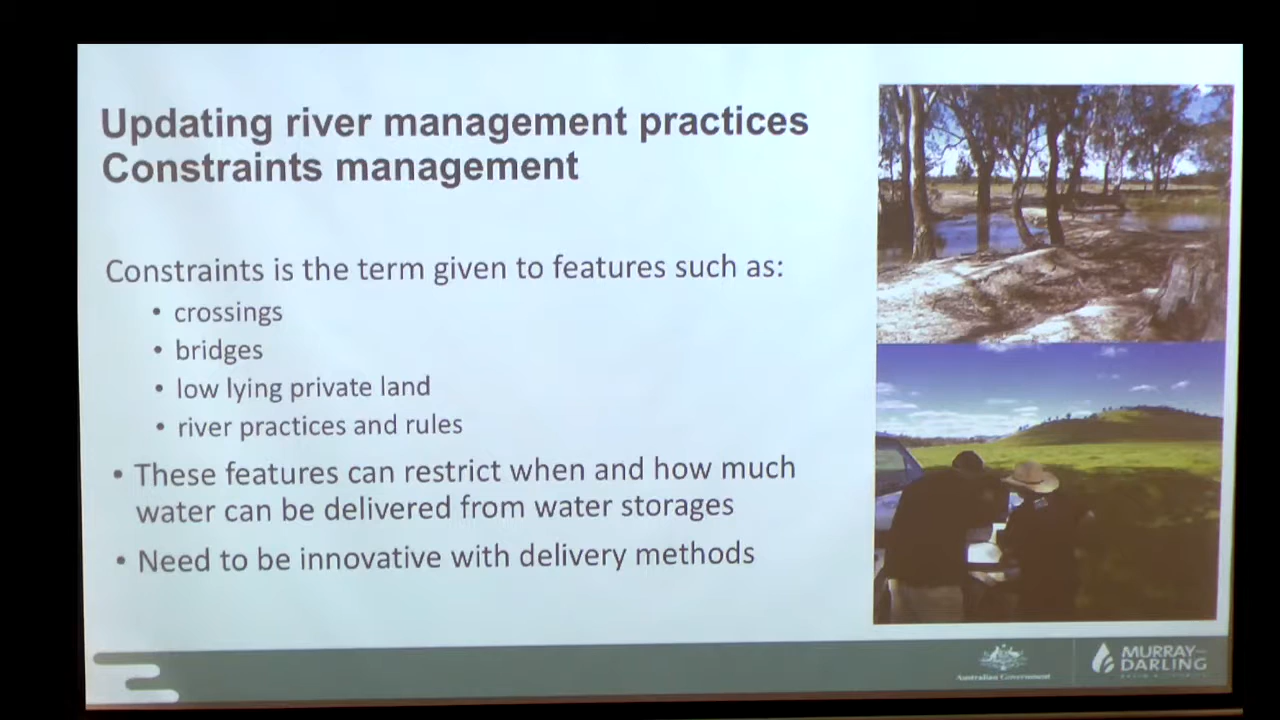 Updating river management practices
Constraints management
Constraints is the term given to features such as:
• crossings
• bridges
• low lying private land
• river practices and rules
• These features can restrict when and how much
water can be delivered from water storages
• Need to be innovative with delivery methods
Australian Government
MURRAY–
DARLING